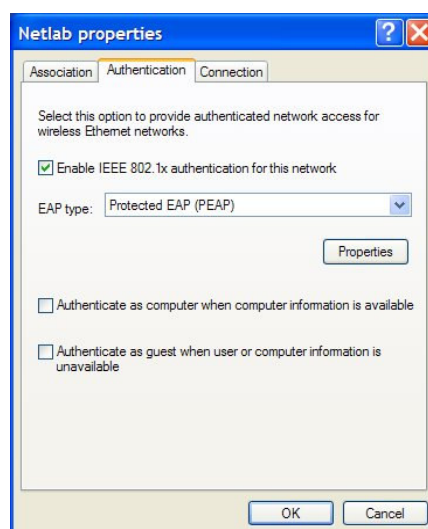 Netlab properties
Association Authentication Connection
Select this option to provide authenticated network access for
wireless Ethernet networks.
Enable IEEE 802.1x authentication for this network
EAP type: Protected EAP (PEAP)
Properties
Authenticate as computer when computer information is available
Authenticate as guest when user or computer information is
unavailable
OK Cancel